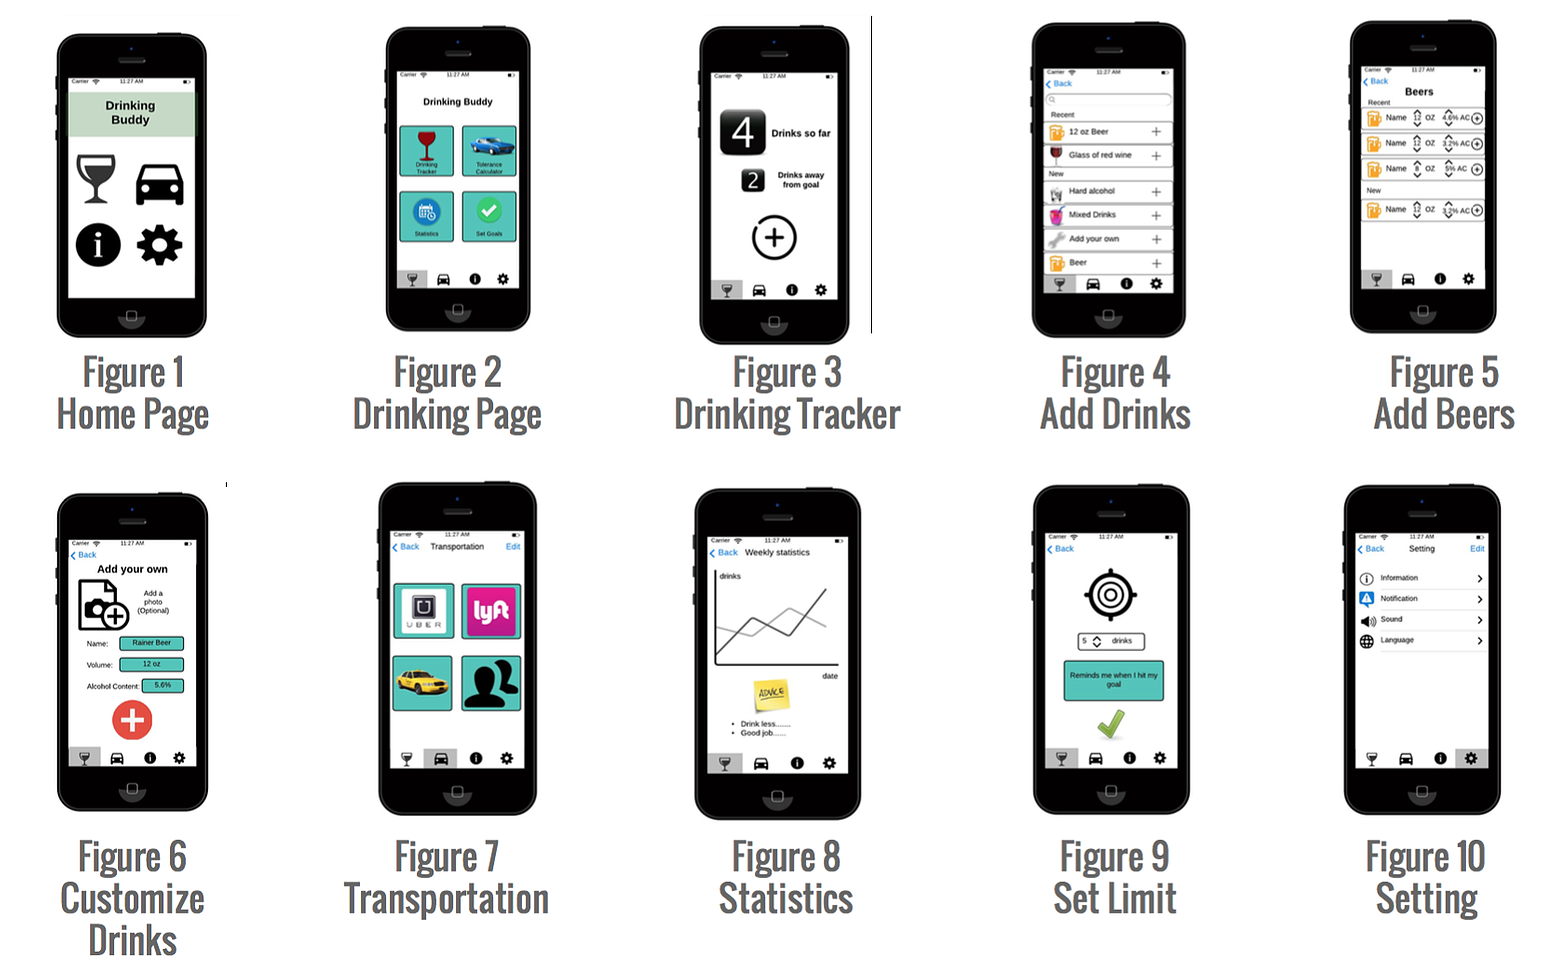 Carrier 11:27 AM
Drinking
Buddy
Figure 1
Home Page
Carrier 11:27 AM
Drinking Buddy
Drinking
Tracker
Tolerance
Calculator
Statistics
Set Goals
Figure 2
Drinking Page
Carrier 11:27 AM
4 Drinks so far
2 Drinks away
from goal
Figure 3
Drinking Tracker
Carrier 11:27 AM
Back
Recent
12 oz Beer
Glass of red wine
New
Hard alcohol
Mixed Drinks
Add your own
Beer
Figure 4
Add Drinks
Carrier 11:27 AM
Back
Beers
Recent
Name 12 OZ 4.6% AC
Name 12 OZ 3.2% AC
Name 8 OZ 5% AC
New
Name 12 OZ 3.2% AC
Figure 5
Add Beers
Carrier 11:27 AM
Back
Add your own
Add a
photo
(Optional)
Name: Rainer Beer
Volume: 12 oz
Alcohol Content: 5.6%
Figure 6
Customize
Drinks
Carrier 11:27 AM
Back Transportation Edit
U
UBER
lyft
Figure 7
Transportation
Carrier 11:27 AM
Back Weekly statistics
drinks
date
ADVICE
• Drink less.......
• Good job......
Figure 8
Statistics
Carrier 11:27 AM
Back
5 drinks
Reminds me when I hit my
goal
Figure 9
Set Limit
Carrier 11:27 AM
Back Setting Edit
Information
Notification
Sound
Language
Figure 10
Setting